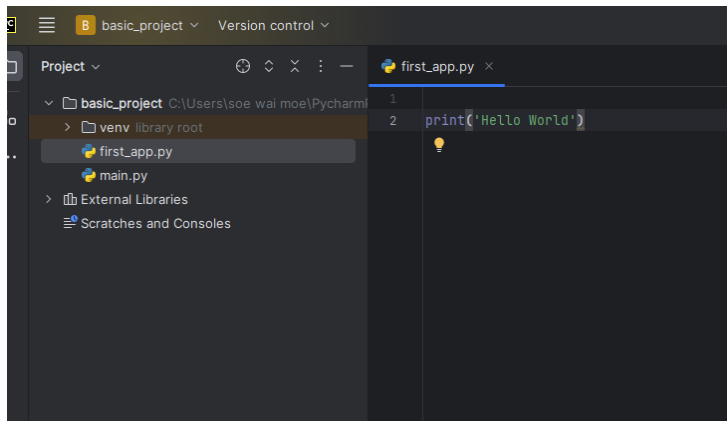 B basic_project Version control
Project
first_app.py
basic_project C:\Users\soe wai moe\Pycharm
venv library root
first_app.py
main.py
External Libraries
Scratches and Consoles
1
2 print('Hello World')